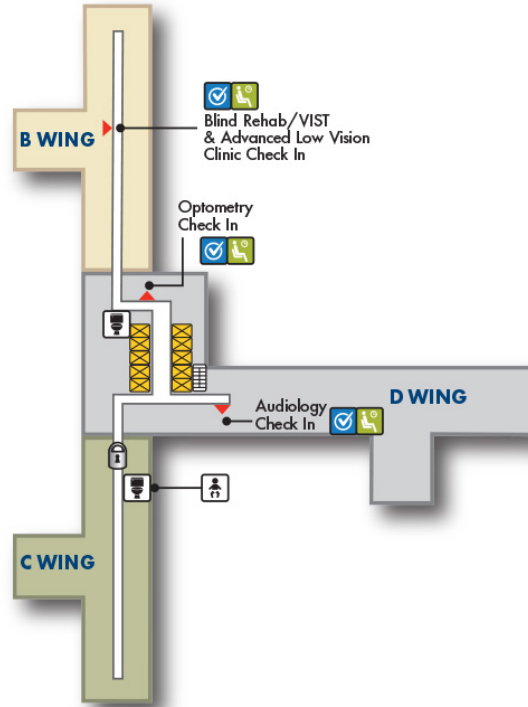 B WING
Blind Rehab/VIST
& Advanced Low Vision
Clinic Check In
Optometry
Check In
D WING
Audiology
Check In
C WING